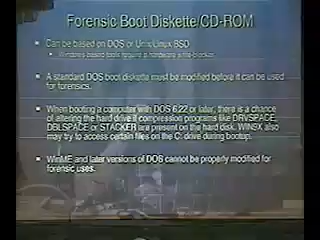 Forensic Boot Diskette/CD-ROM
Can be based on DOS or Unix/Linux BSD
Windows based tools require a hardware write-blocker.
A standard DOS boot diskette must be modified before it can be used
for forensics.
When booting a computer with DOS 6.22 or later, there is a chance
of altering the hard drive if compression programs like DRVSPACE,
DBLSPACE or STACKER are present on the hard disk. WIN9X also
may try to access certain files on the C: drive during bootup.
WinME and later versions of DOS cannot be properly modified for
forensic uses.